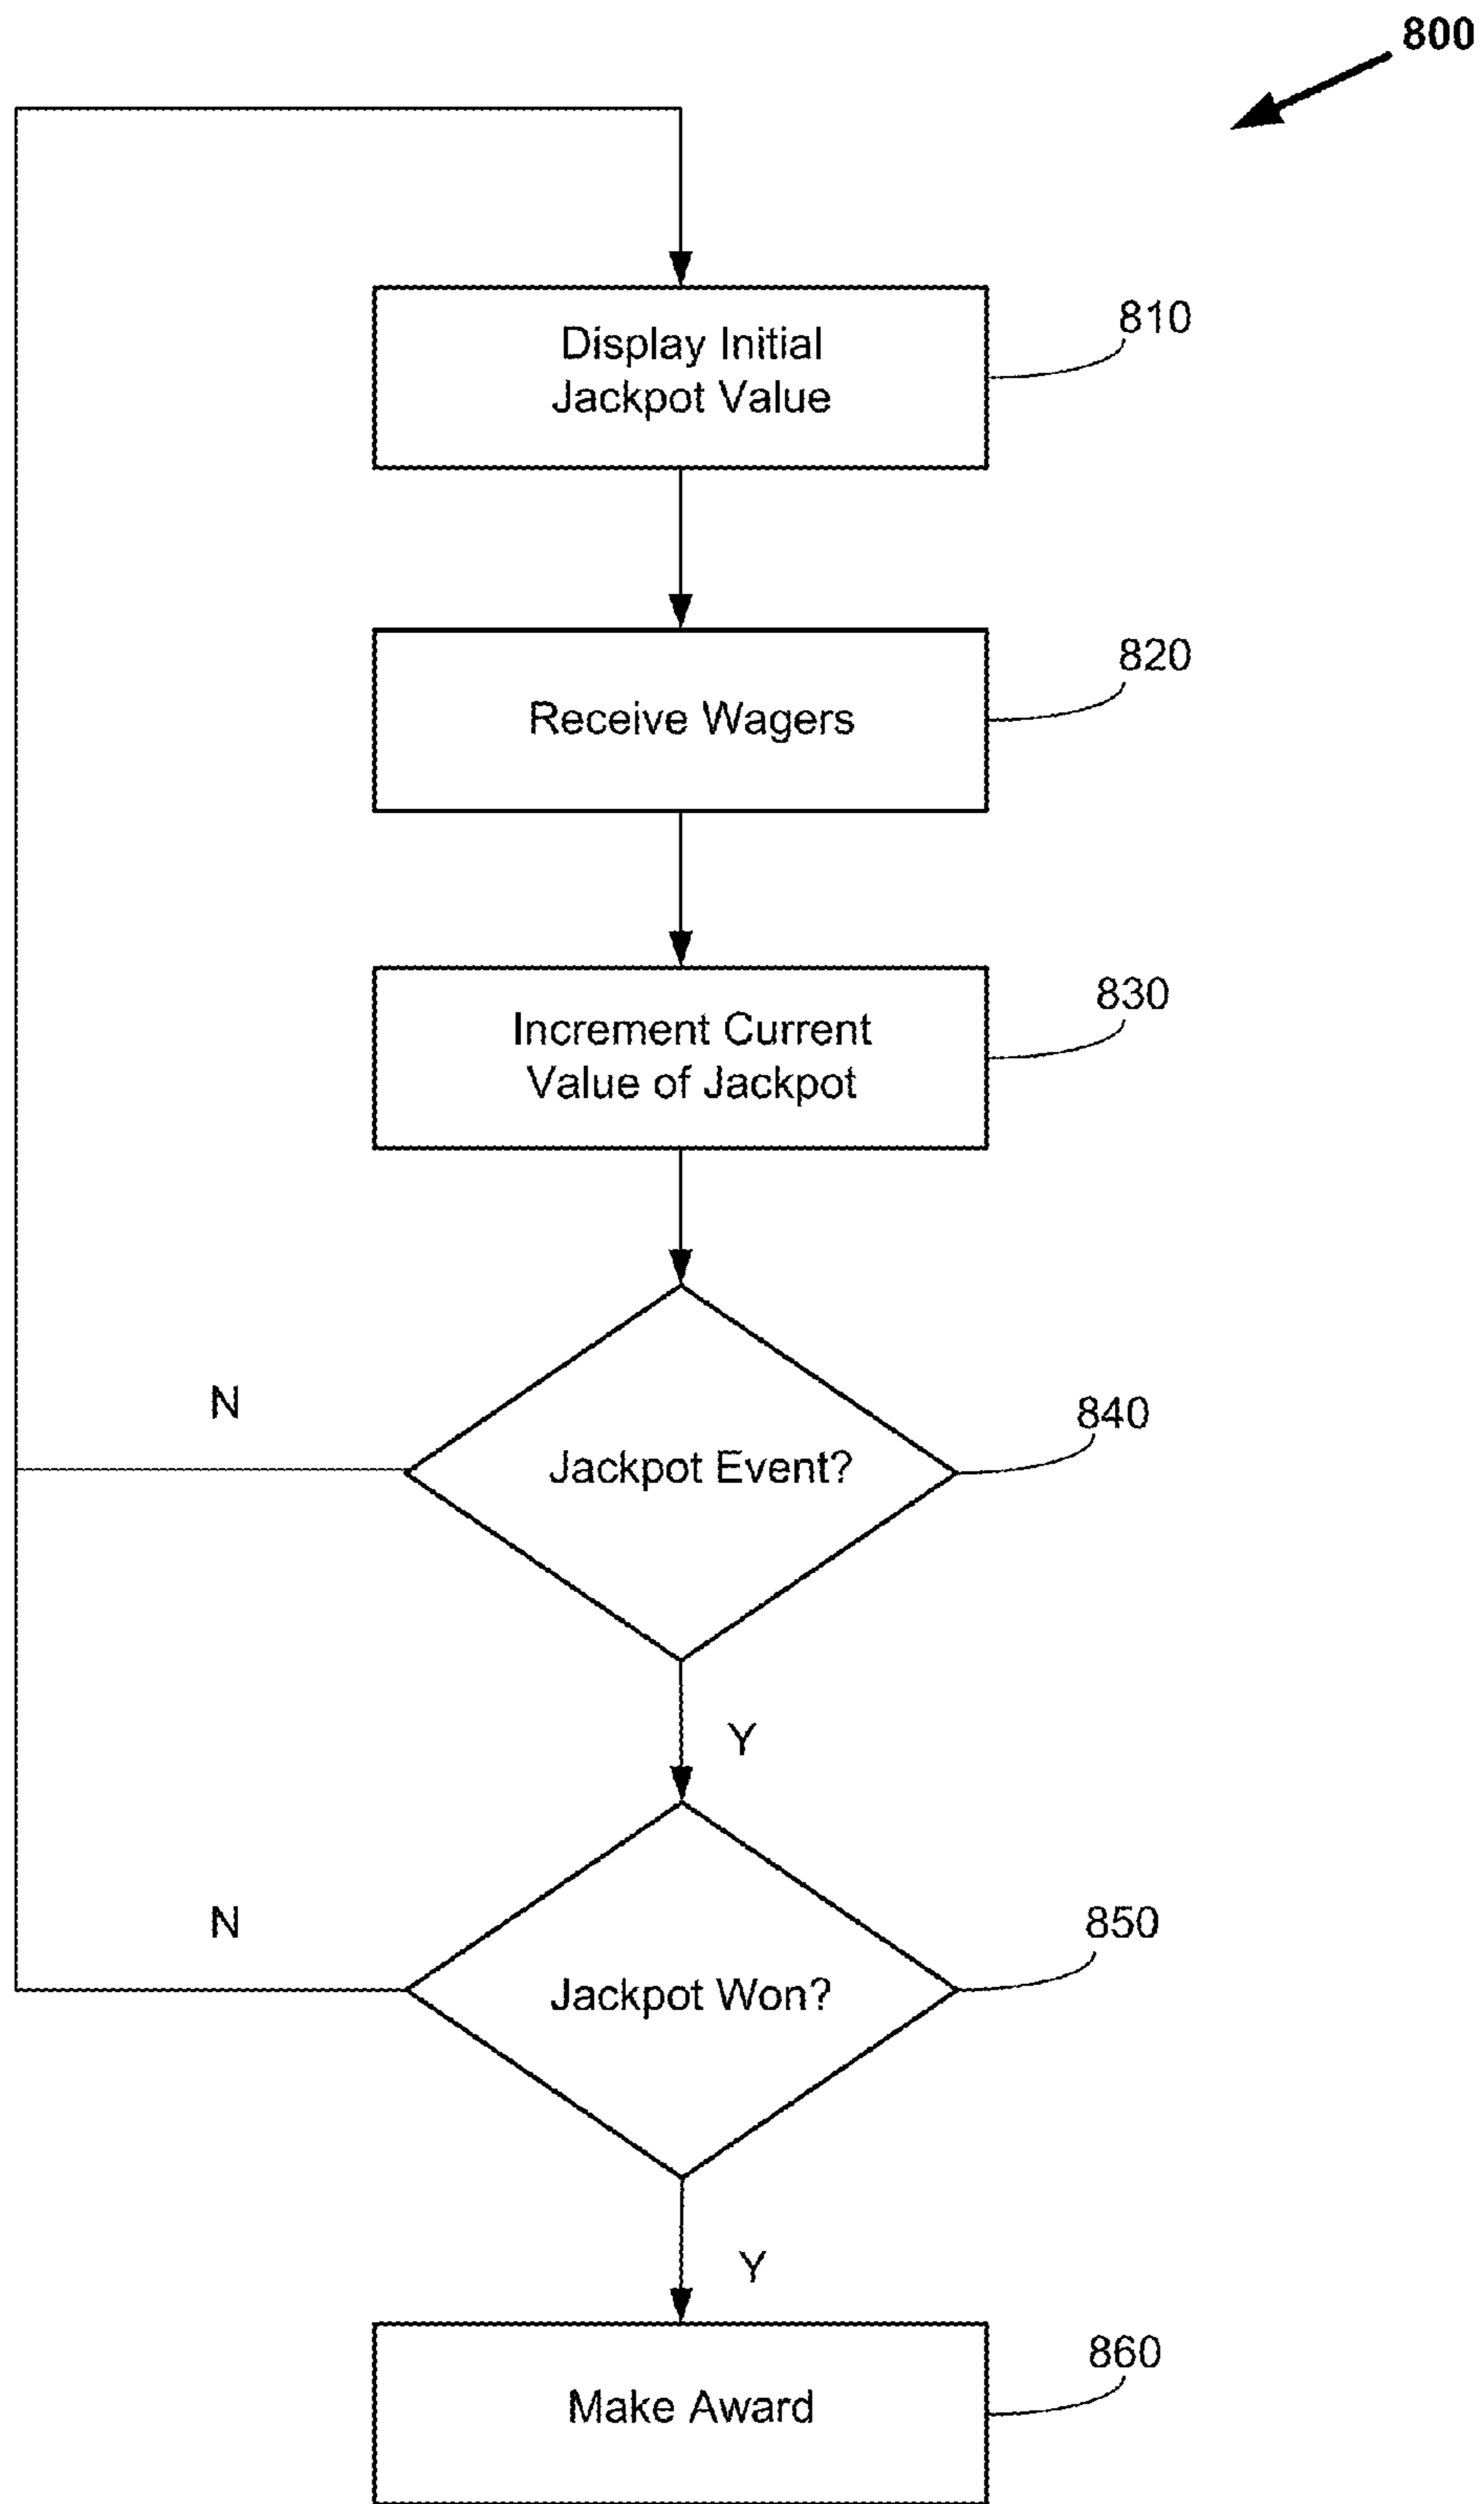 800
Display Initial
Jackpot Value
810
Receive Wagers
820
Increment Current
Value of Jackpot
830
N
Jackpot Event?
840
Y
N
Jackpot Won?
850
Y
Make Award
860